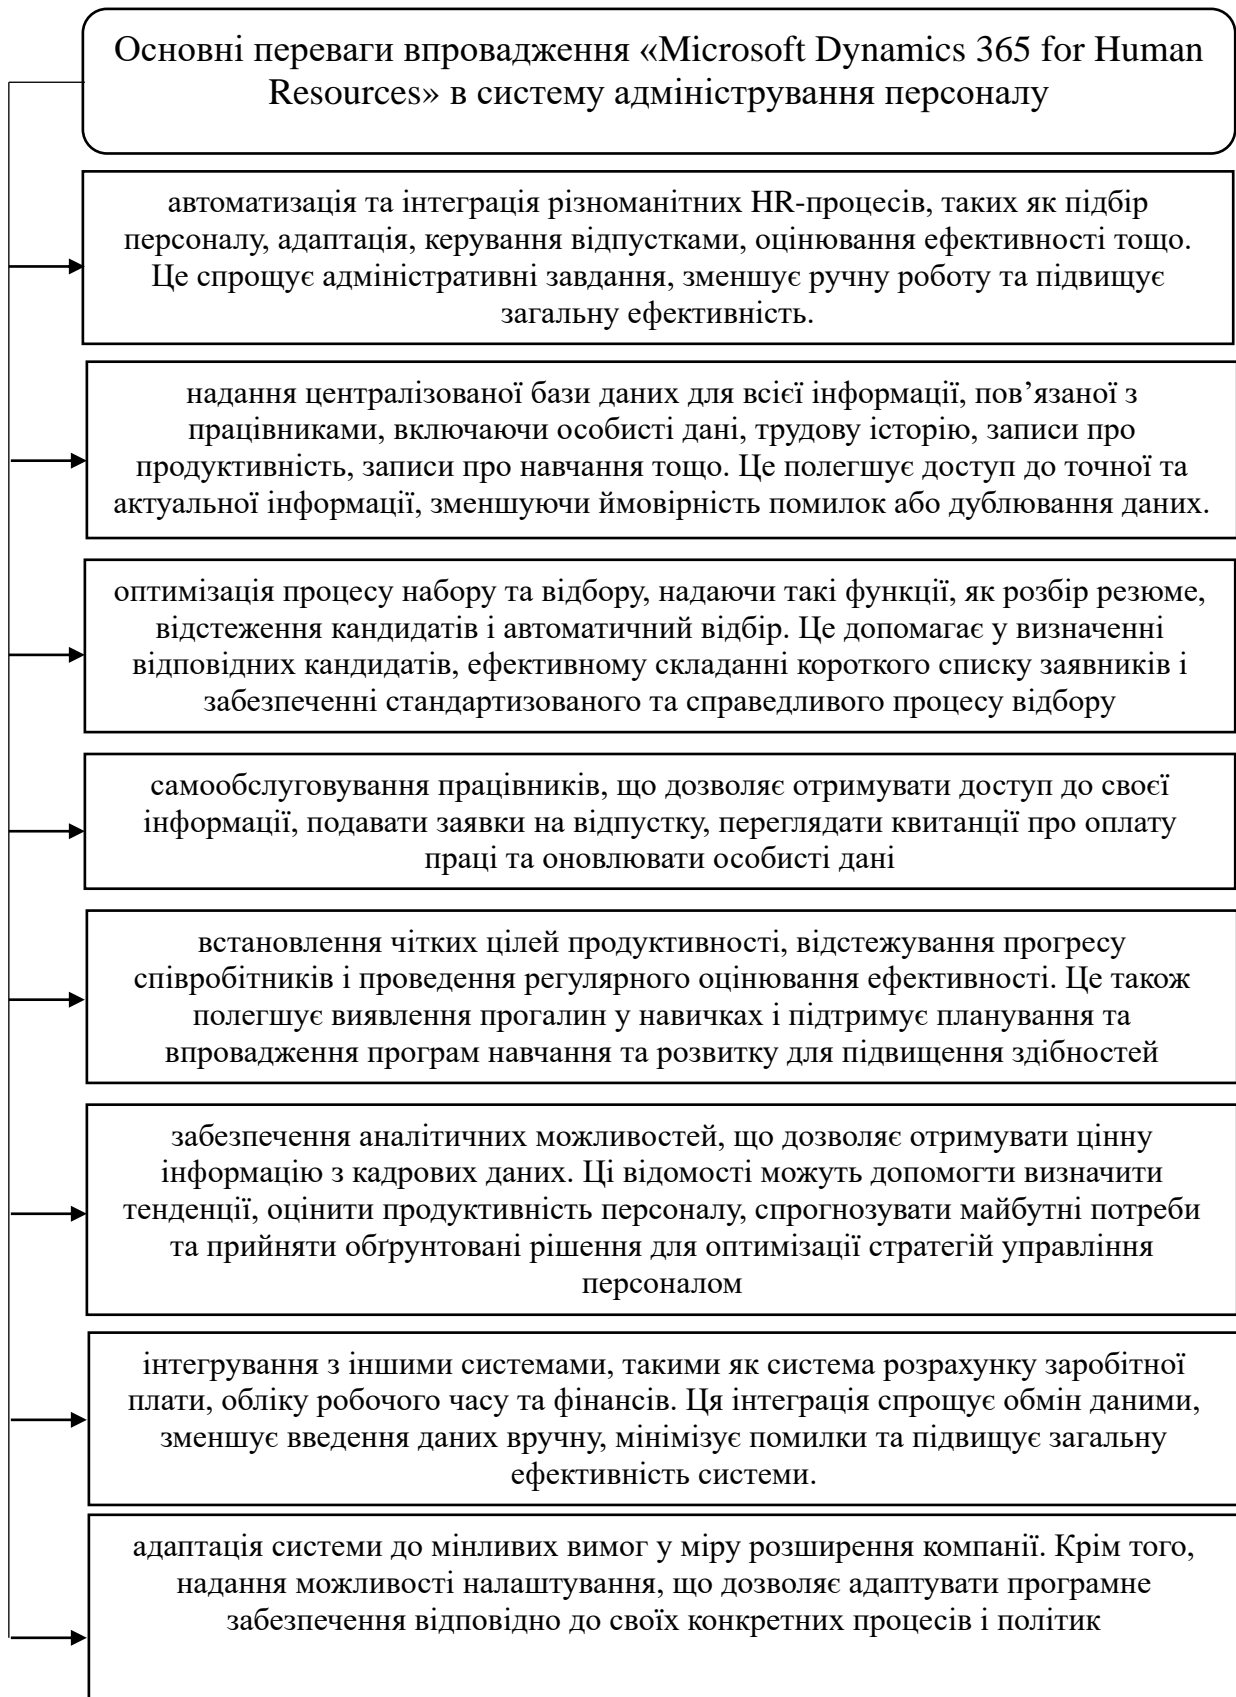 Основні переваги впровадження «Microsoft Dynamics 365 for Human
Resources» в систему адміністрування персоналу
автоматизація та інтеграція різноманітних HR-процесів, таких як підбір
персоналу, адаптація, керування відпустками, оцінювання ефективності тощо.
Це спрощує адміністративні завдання, зменшує ручну роботу та підвищує
загальну ефективність.
надання централізованої бази даних для всієї інформації, пов’язаної з
працівниками, включаючи особисті дані, трудову історію, записи про
продуктивність, записи про навчання тощо. Це полегшує доступ до точної та
актуальної інформації, зменшуючи ймовірність помилок або дублювання даних.
оптимізація процесу набору та відбору, надаючи такі функції, як розбір резюме,
відстеження кандидатів і автоматичний відбір. Це допомагає у визначенні
відповідних кандидатів, ефективному складанні короткого списку заявників і
забезпеченні стандартизованого та справедливого процесу відбору
самообслуговування працівників, що дозволяє отримувати доступ до своєї
інформації, подавати заявки на відпустку, переглядати квитанції про оплату
праці та оновлювати особисті дані
встановлення чітких цілей продуктивності, відстежування прогресу
співробітників і проведення регулярного оцінювання ефективності. Це також
полегшує виявлення прогалин у навичках і підтримує планування та
впровадження програм навчання та розвитку для підвищення здібностей
забезпечення аналітичних можливостей, що дозволяє отримувати цінну
інформацію з кадрових даних. Ці відомості можуть допомогти визначити
тенденції, оцінити продуктивність персоналу, спрогнозувати майбутні потреби
та прийняти обґрунтовані рішення для оптимізації стратегій управління
персоналом
інтегрування з іншими системами, такими як система розрахунку заробітної
плати, обліку робочого часу та фінансів. Ця інтеграція спрощує обмін даними,
зменшує введення даних вручну, мінімізує помилки та підвищує загальну
ефективність системи.
адаптація системи до мінливих вимог у міру розширення компанії. Крім того,
надання можливості налаштування, що дозволяє адаптувати програмне
забезпечення відповідно до своїх конкретних процесів і політик